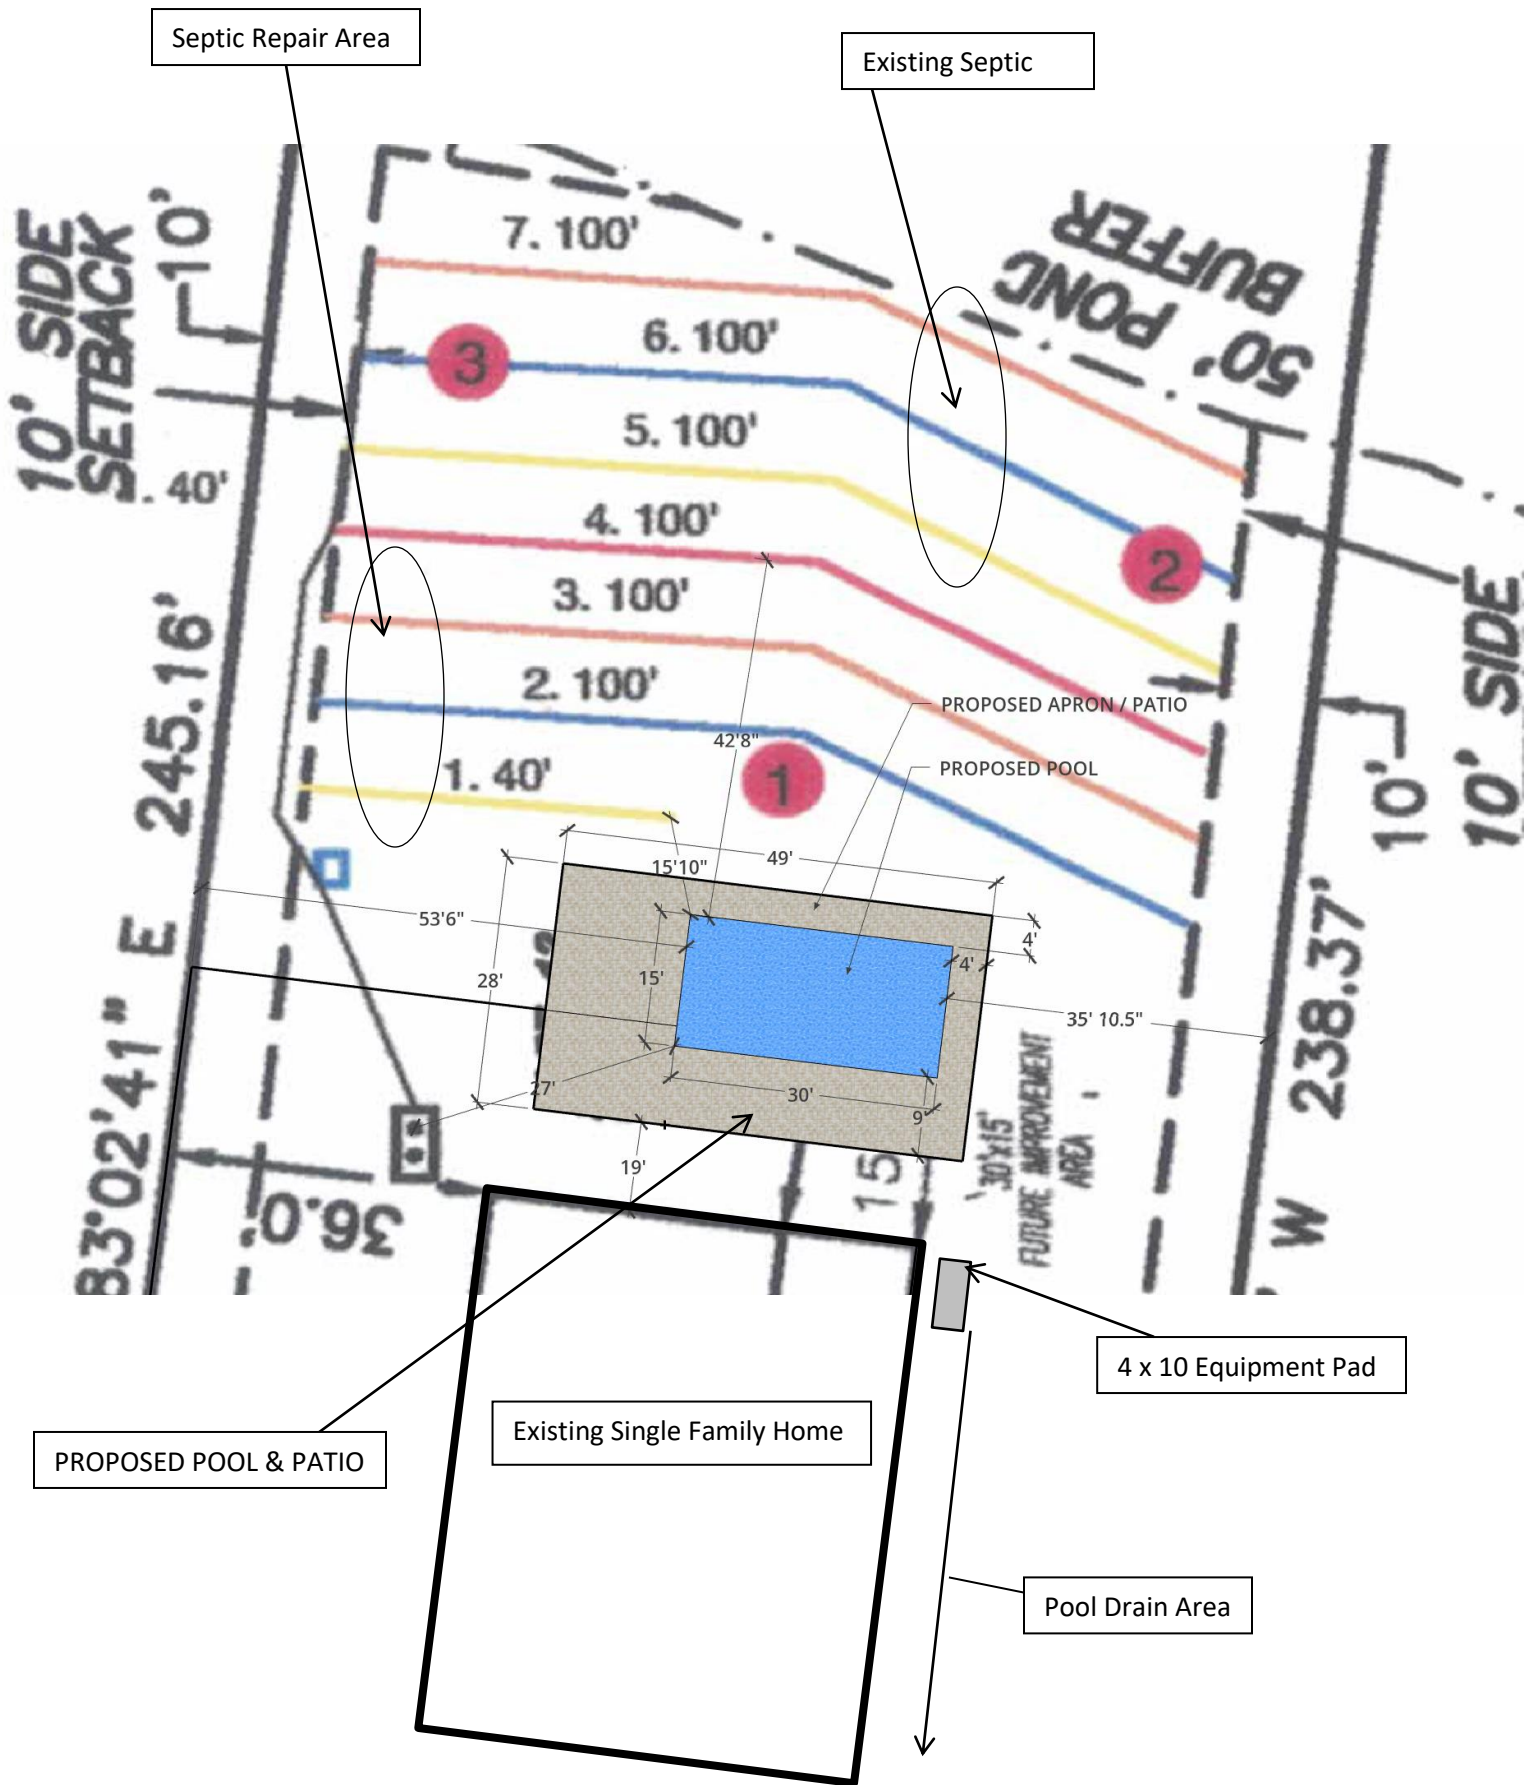 Septic Repair Area
Existing Septic
10' SIDE
SETBACK
10'
7. 100'
50' POND
BUFFER
6. 100'
3
5. 100'
. 40'
4. 100'
2
3. 100'
245.16'
10' SIDE
2. 100'
PROPOSED APRON / PATIO
42'8"
PROPOSED POOL
1. 40'
1
10'
15'10"
49'
53'6"
4'
4'
28'
15'
35' 10.5"
238.37'
83°02'41" E
27'
30'
9'
30'x15'
FUTURE IMPROVEMENT
AREA
19'
15
36.0'
W
4 x 10 Equipment Pad
Existing Single Family Home
PROPOSED POOL & PATIO
Pool Drain Area